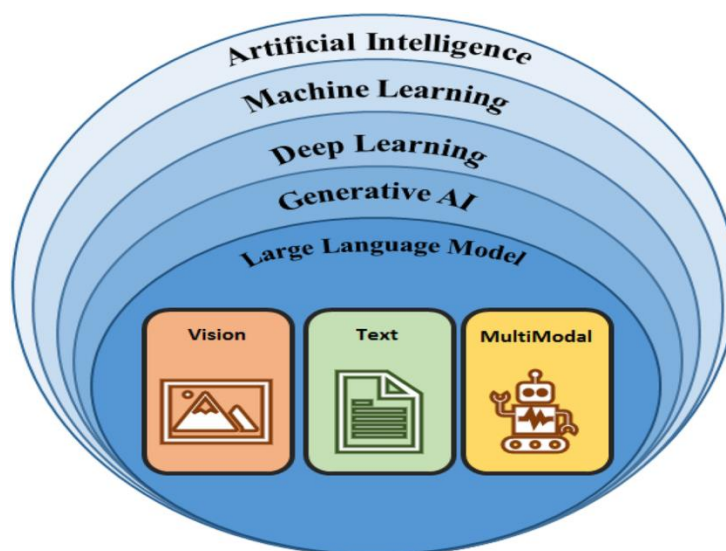 Artificial Intelligence
Machine Learning
Deep Learning
Generative AI
Large Language Model
Vision
Text
MultiModal